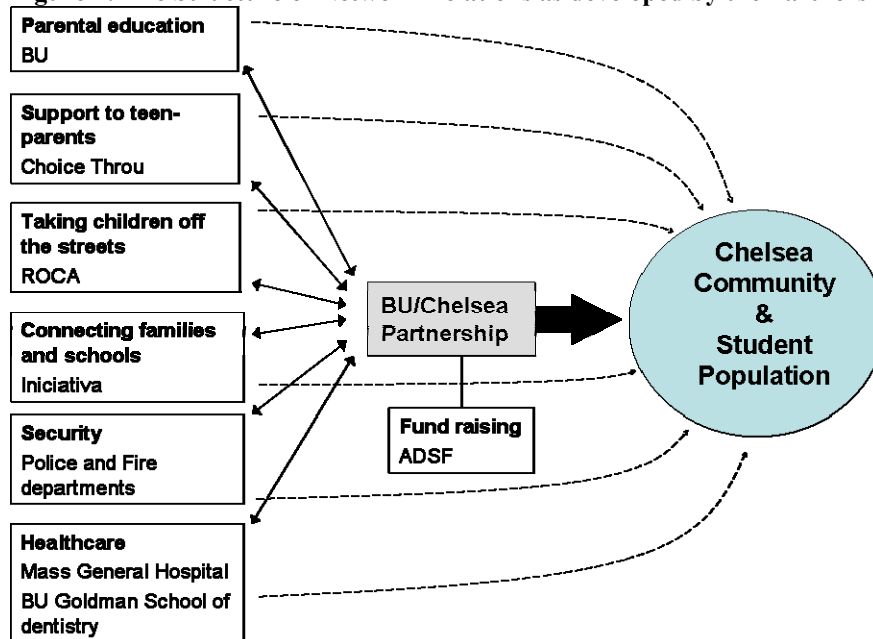 Parental education
BU
Support to teen-
parents
Choice Throu
Taking children off
the streets
ROCA
Connecting families
and schools
Iniciativa
Security
Police and Fire
departments
Healthcare
Mass General Hospital
BU Goldman School of
dentistry
BU/Chelsea
Partnership
Fund raising
ADSF
Chelsea
Community
&
Student
Population